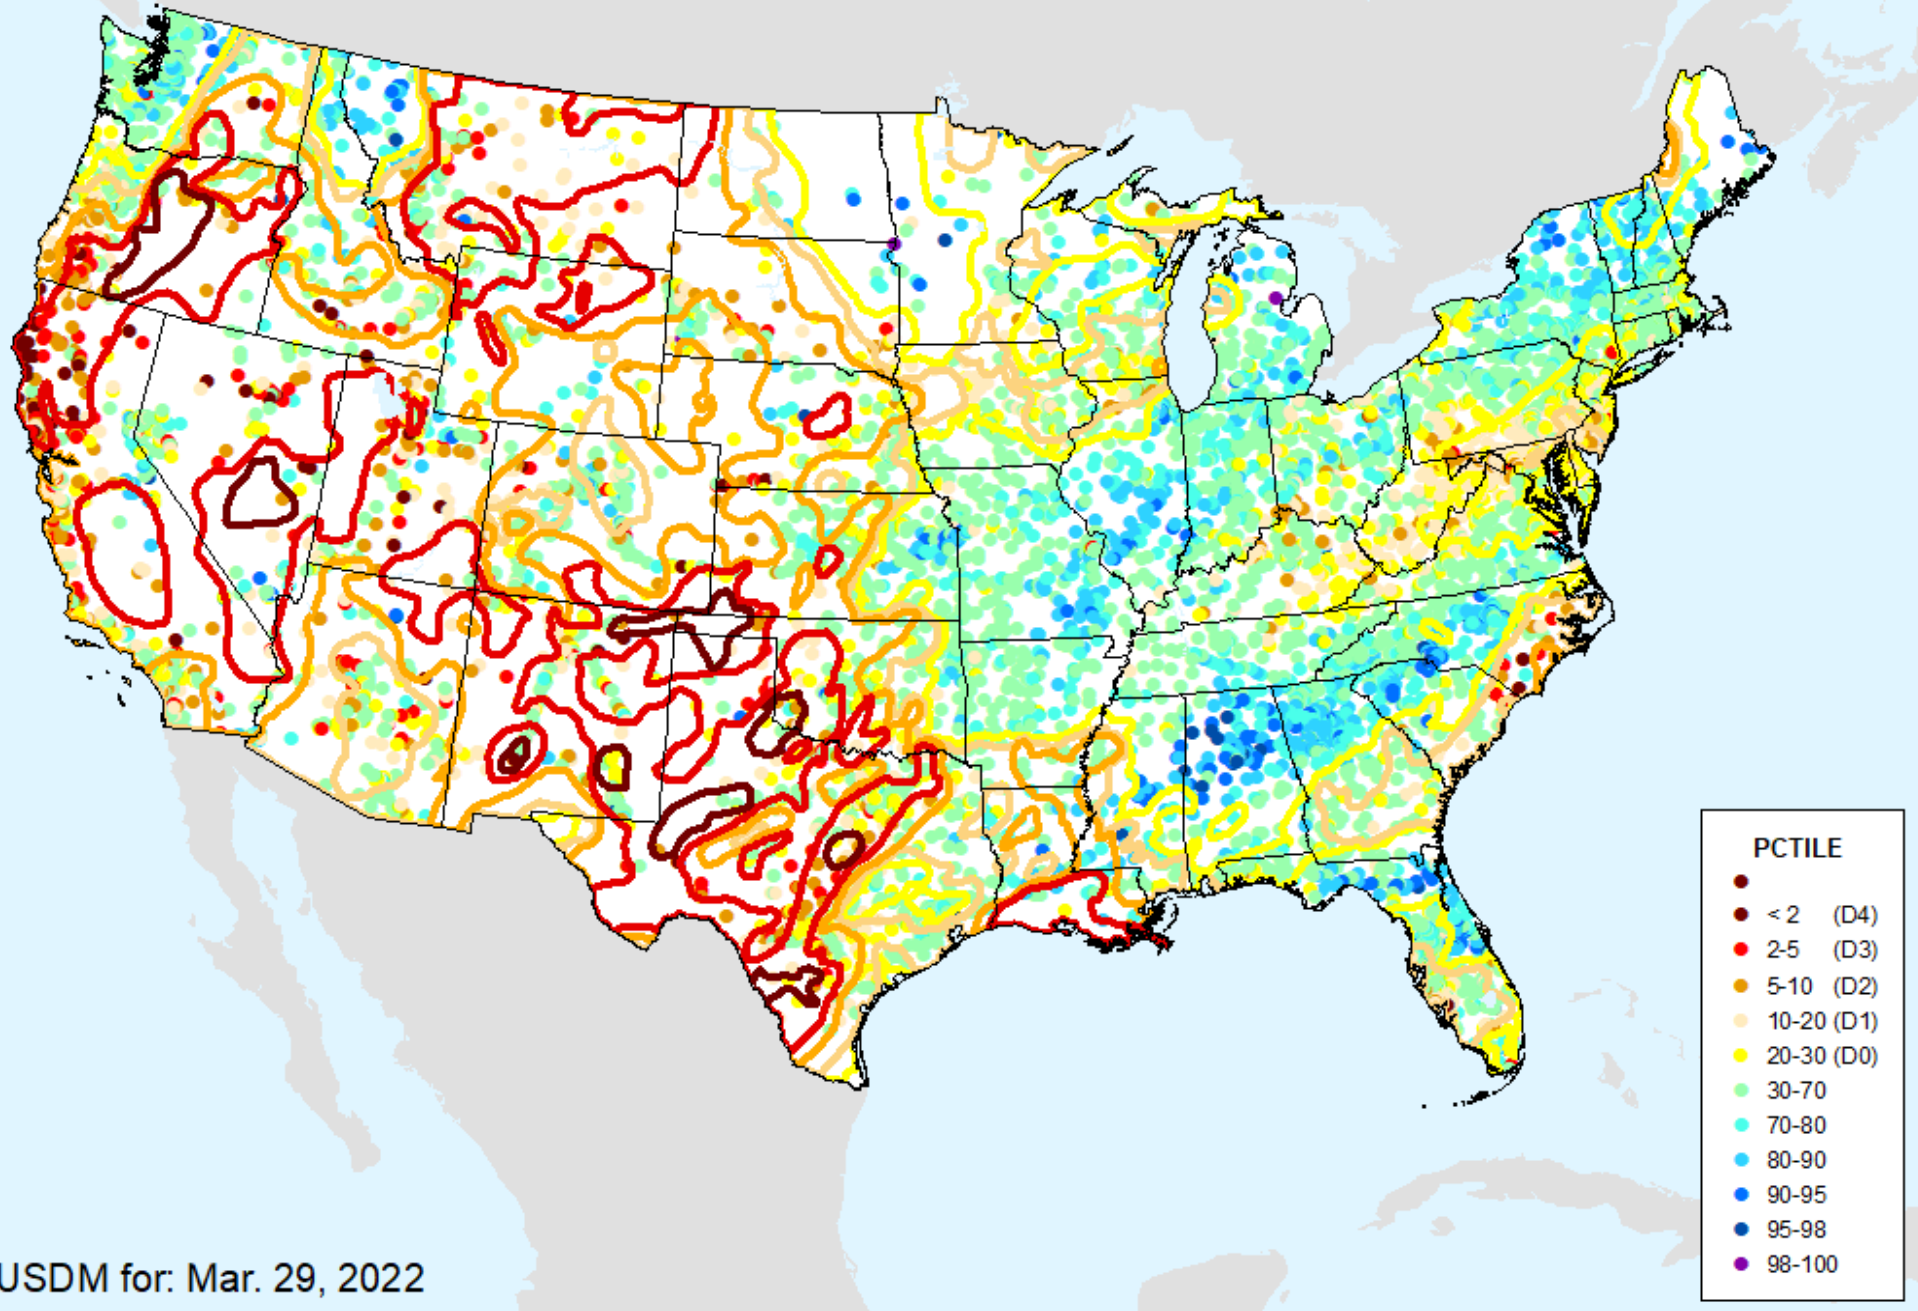 PCTILE
< 2 (D4)
2-5 (D3)
5-10 (D2)
10-20 (D1)
20-30 (D0)
30-70
70-80
80-90
90-95
95-98
98-100
USDM for: Mar. 29, 2022